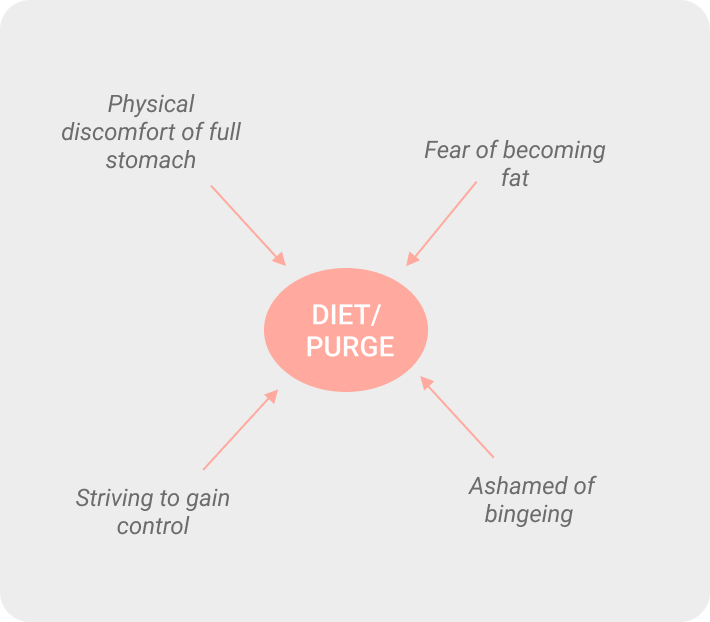 Physical
discomfort of full
stomach
Fear of becoming
fat
DIET/
PURGE
Striving to gain
control
Ashamed of
bingeing